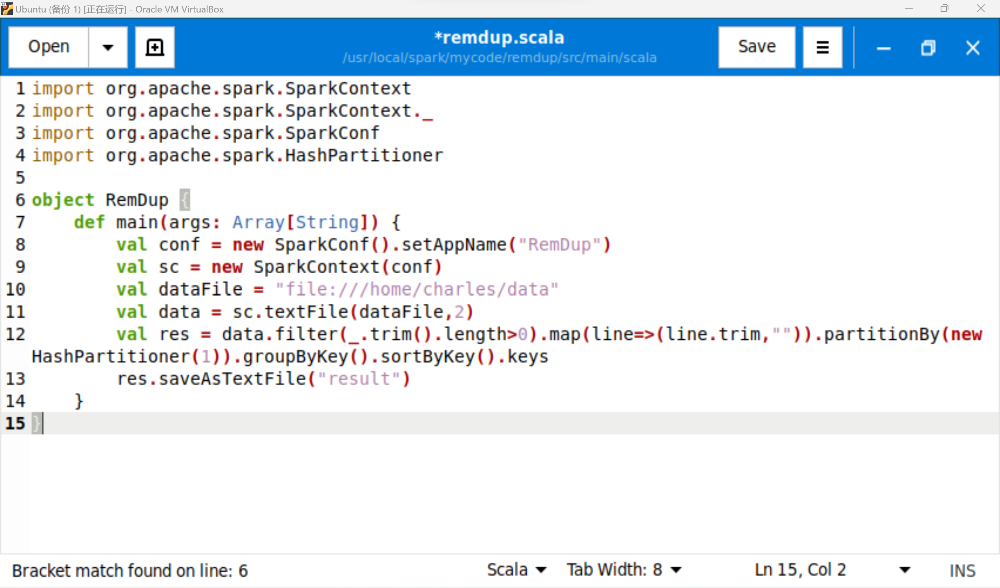 Ubuntu (备份 1) [正在运行] - Oracle VM VirtualBox
Open
*remdup.scala
/usr/local/spark/mycode/remdup/src/main/scala
Save
1 import org.apache.spark.SparkContext
2 import org.apache.spark.SparkContext._
3 import org.apache.spark.SparkConf
4 import org.apache.spark.HashPartitioner
5
6 object RemDup {
7     def main(args: Array[String]) {
8         val conf = new SparkConf().setAppName("RemDup")
9         val sc = new SparkContext(conf)
10         val dataFile = "file:///home/charles/data"
11         val data = sc.textFile(dataFile,2)
12         val res = data.filter(_.trim().length>0).map(line=>(line.trim,"")).partitionBy(new
HashPartitioner(1)).groupByKey().sortByKey().keys
13         res.saveAsTextFile("result")
14     }
15 }
Bracket match found on line: 6
Scala
Tab Width: 8
Ln 15, Col 2
INS